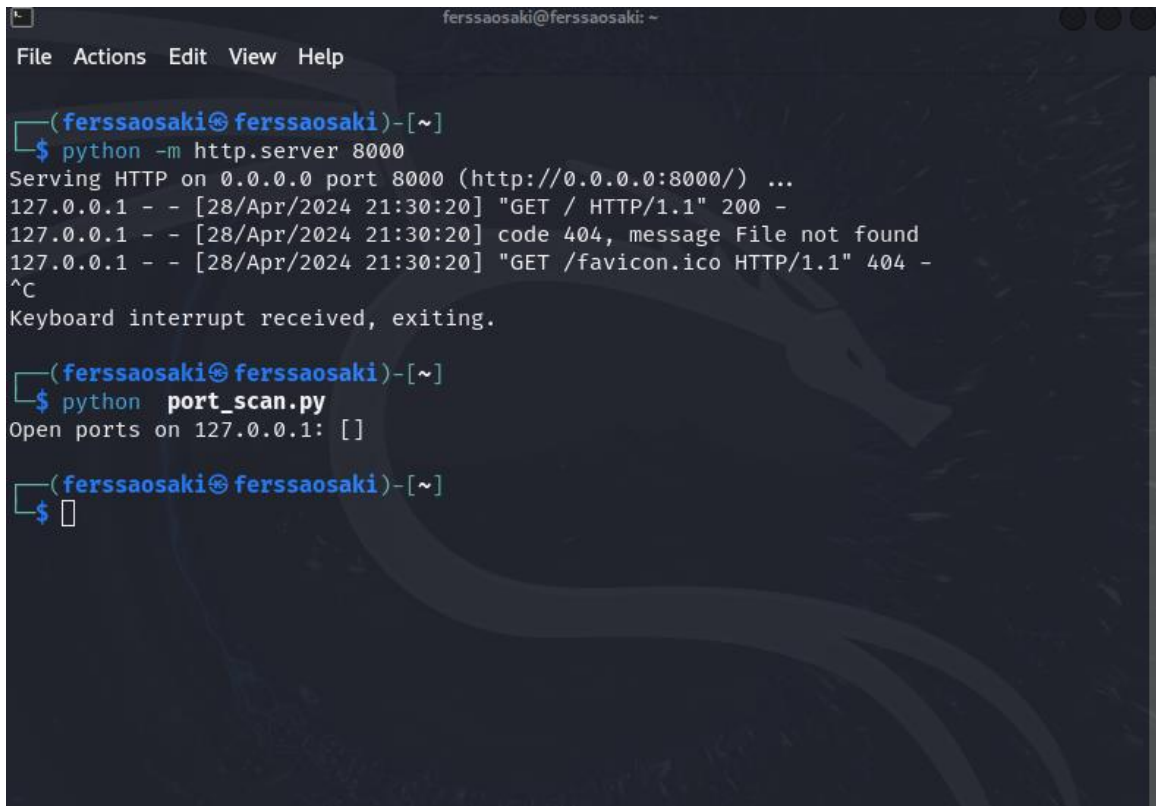 ferssaosaki@ferssaosaki: ~
File Actions Edit View Help
┌──(ferssaosaki㉿ferssaosaki)-[~]
└─$ python -m http.server 8000
Serving HTTP on 0.0.0.0 port 8000 (http://0.0.0.0:8000/) ...
127.0.0.1 - - [28/Apr/2024 21:30:20] "GET / HTTP/1.1" 200 -
127.0.0.1 - - [28/Apr/2024 21:30:20] code 404, message File not found
127.0.0.1 - - [28/Apr/2024 21:30:20] "GET /favicon.ico HTTP/1.1" 404 -
^C
Keyboard interrupt received, exiting.
┌──(ferssaosaki㉿ferssaosaki)-[~]
└─$ python  port_scan.py
Open ports on 127.0.0.1: []
┌──(ferssaosaki㉿ferssaosaki)-[~]
└─$